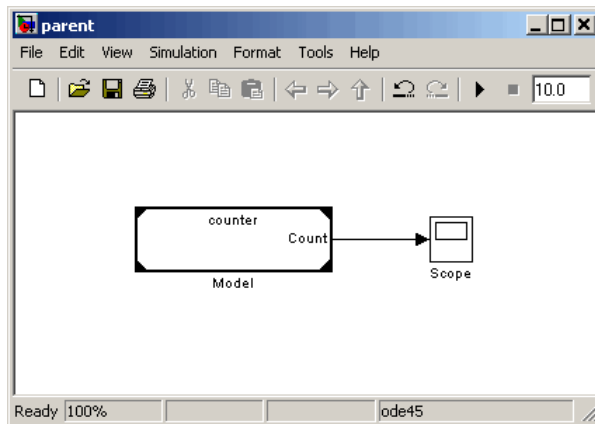 parent
File Edit View Simulation Format Tools Help
10.0
counter
Count
Model
Scope
Ready 100% ode45